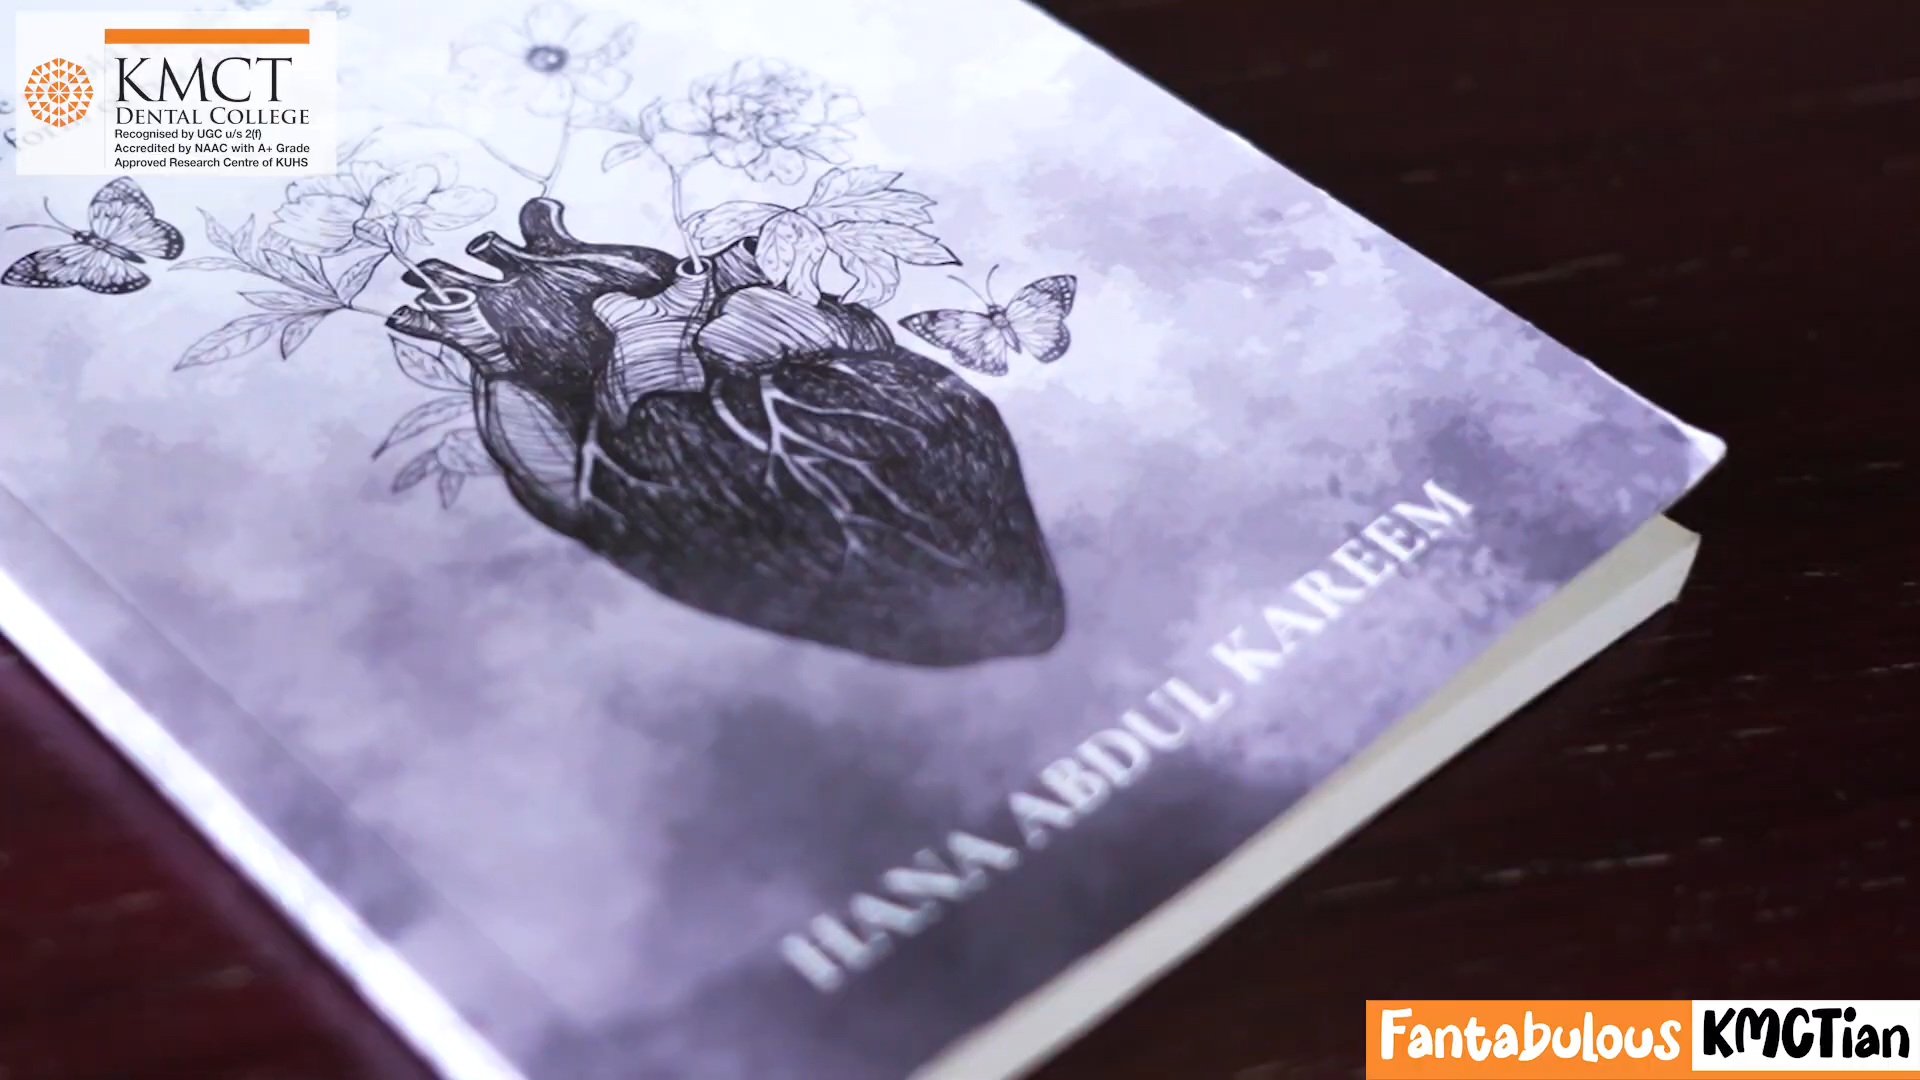 KMCT
DENTAL COLLEGE
Recognised by UGC u/s 2(f)
Accredited by NAAC with A+ Grade
Approved Research Centre of KUHS
HANA ABDUL KAREEM
Fantabulous KMCTian